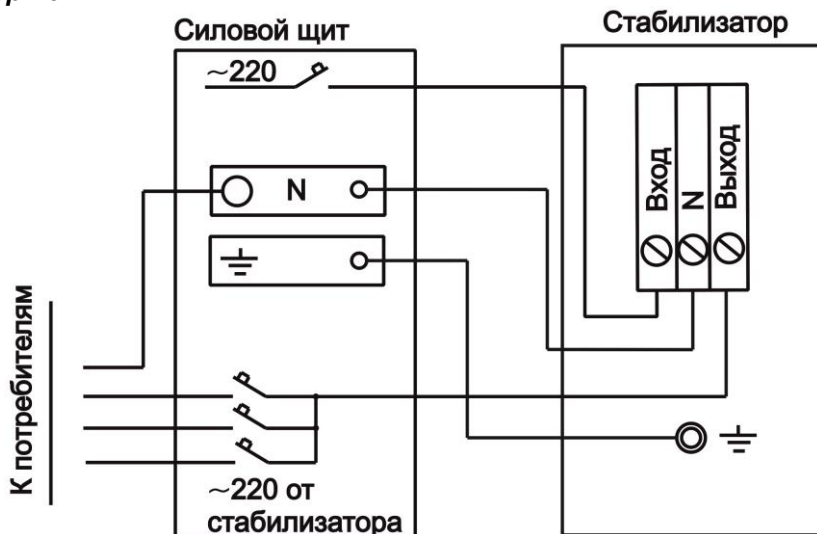 Силовой щит
Стабилизатор
~220
Вход
N
Выход
N
К потребителям
~220 от
стабилизатора